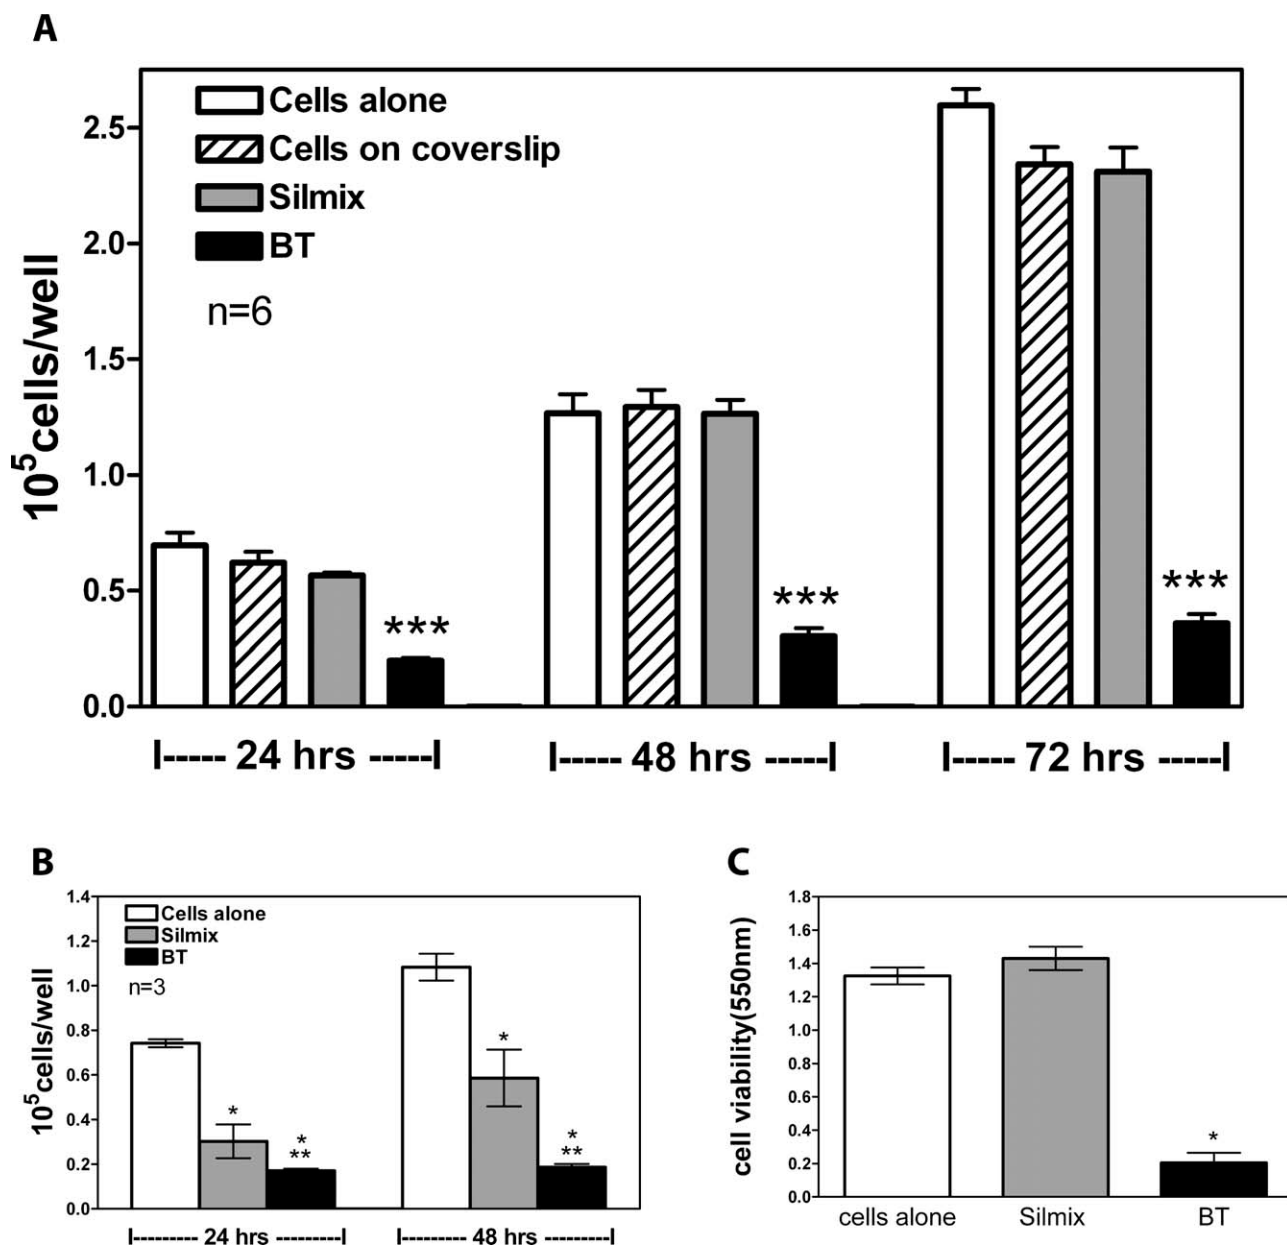 A
Cells alone
Cells on coverslip
Silmix
BT
n=6
10⁵cells/well
2.5
2.0
1.5
1.0
0.5
0.0
***
***
***
|----- 24 hrs -----|
|----- 48 hrs -----|
|----- 72 hrs -----|
B
Cells alone
Silmix
BT
n=3
10⁵cells/well
1.4
1.2
1.0
0.8
0.6
0.4
0.2
0.0
*
*
**
*
*
**
|--------- 24 hrs ---------|
|--------- 48 hrs ---------|
C
cell viability(550nm)
1.8
1.6
1.4
1.2
1.0
0.8
0.6
0.4
0.2
0.0
*
cells alone
Silmix
BT